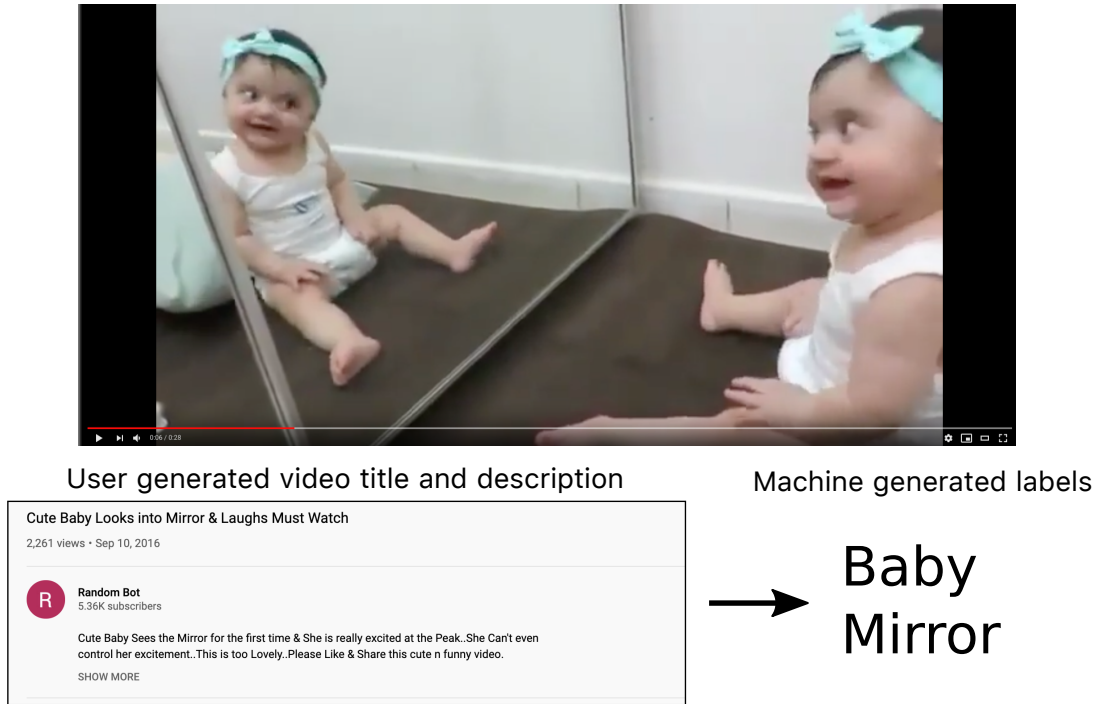 0:06 / 0:28
User generated video title and description
Machine generated labels
Cute Baby Looks into Mirror & Laughs Must Watch
2,261 views • Sep 10, 2016
R
Random Bot
5.36K subscribers
Cute Baby Sees the Mirror for the first time & She is really excited at the Peak..She Can't even
control her excitement..This is too Lovely..Please Like & Share this cute n funny video.
SHOW MORE
Baby
Mirror